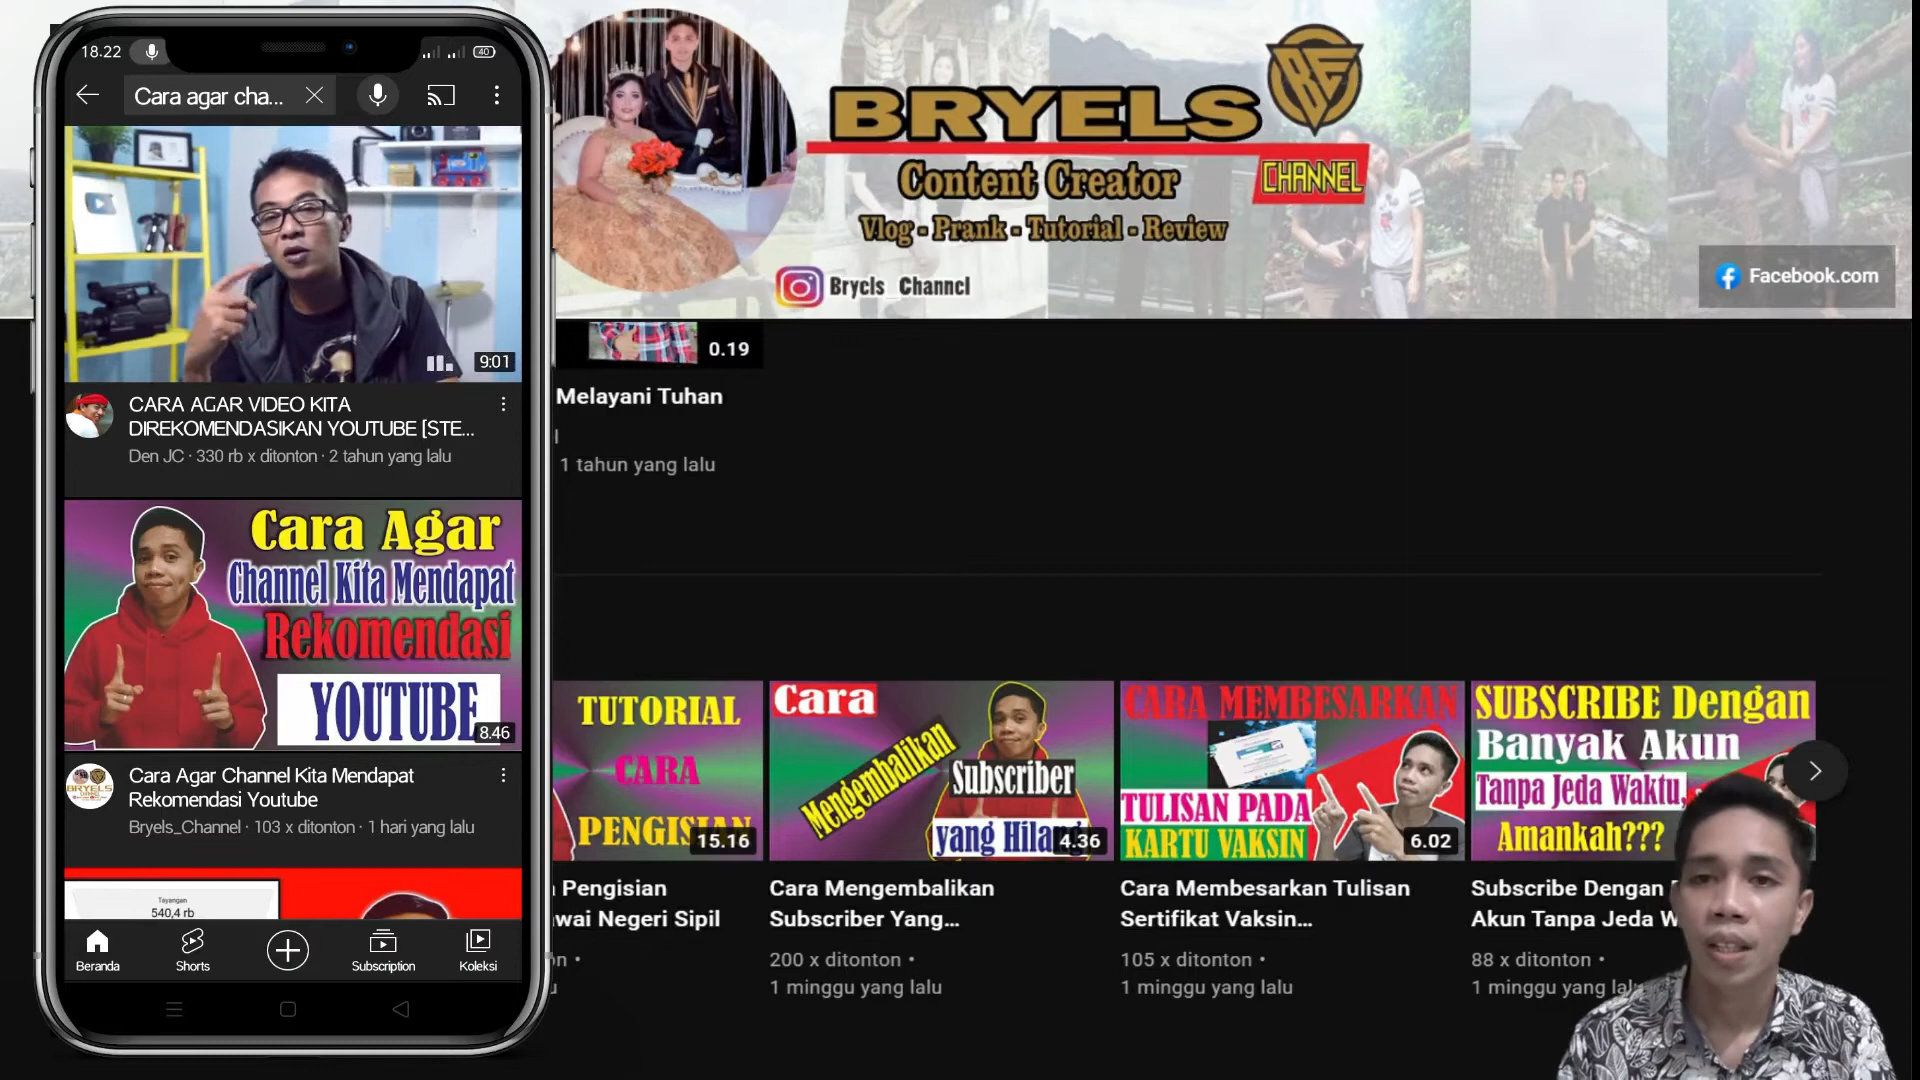 18.22
40
Cara agar cha...
9:01
CARA AGAR VIDEO KITA
DIREKOMENDASIKAN YOUTUBE [STE...
Den JC · 330 rb x ditonton · 2 tahun yang lalu
Cara Agar
Channel Kita Mendapat
Rekomendasi
YOUTUBE
8.46
BRYELS
Cara Agar Channel Kita Mendapat
Rekomendasi Youtube
Bryels_Channel · 103 x ditonton · 1 hari yang lalu
Tayangan
540,4 rb
Beranda
Shorts
Subscription
Koleksi
BRYELS
CHANNEL
Content Creator
Vlog - Prank - Tutorial - Review
Bryels_Channel
Facebook.com
0.19
Melayani Tuhan
1 tahun yang lalu
TUTORIAL
CARA
PENGISIAN
15.16
Pengisian
wai Negeri Sipil
Cara
Mengembalikan
Subscriber
yang Hilang
4.36
Cara Mengembalikan
Subscriber Yang...
200 x ditonton •
1 minggu yang lalu
CARA MEMBESARKAN
TULISAN PADA
KARTU VAKSIN
6.02
Cara Membesarkan Tulisan
Sertifikat Vaksin...
105 x ditonton •
1 minggu yang lalu
SUBSCRIBE Dengan
Banyak Akun
Tanpa Jeda Waktu,
Amankah???
Subscribe Dengan
Akun Tanpa Jeda W
88 x ditonton •
1 minggu yang lalu